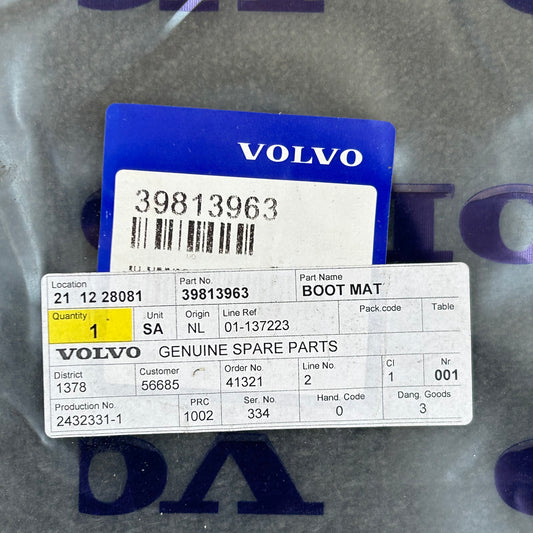 VOLVO
39813963
Location Part No. Part Name
21 12 28081 39813963 BOOT MAT
Quantity Unit Origin Line Ref Pack.code Table
1 SA NL 01-137223
VOLVO GENUINE SPARE PARTS
District Customer Order No. Line No. CI Nr.
1378 56685 41321 2 1 001
Production No. PRC Ser. No. Hand. Code Dang. Goods
2432331-1 1002 334 0 3